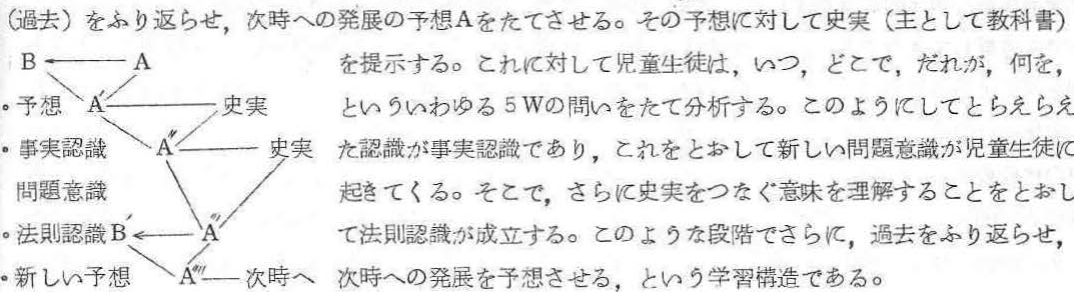 (過去)をふり返らせ,次時への発展の予想Aをたてさせる。その予想に対して史実(主として教科書)
B A を提示する。これに対して児童生徒は,いつ,どこで,だれが,何を,
・予想 A′ 史実 といういわゆる5Wの問いをたて分析する。このようにしてとらえらえ
・事実認識 A″ 史実 た認識が事実認識であり,これをとおして新しい問題意識が児童生徒に
問題意識 起きてくる。そこで,さらに史実をつなぐ意味を理解することをとおし
・法則認識 B′ A‴ て法則認識が成立する。このような段階でさらに,過去をふり返らせ,
・新しい予想 A⁗ 次時へ 次時への発展を予想させる,という学習構造である。